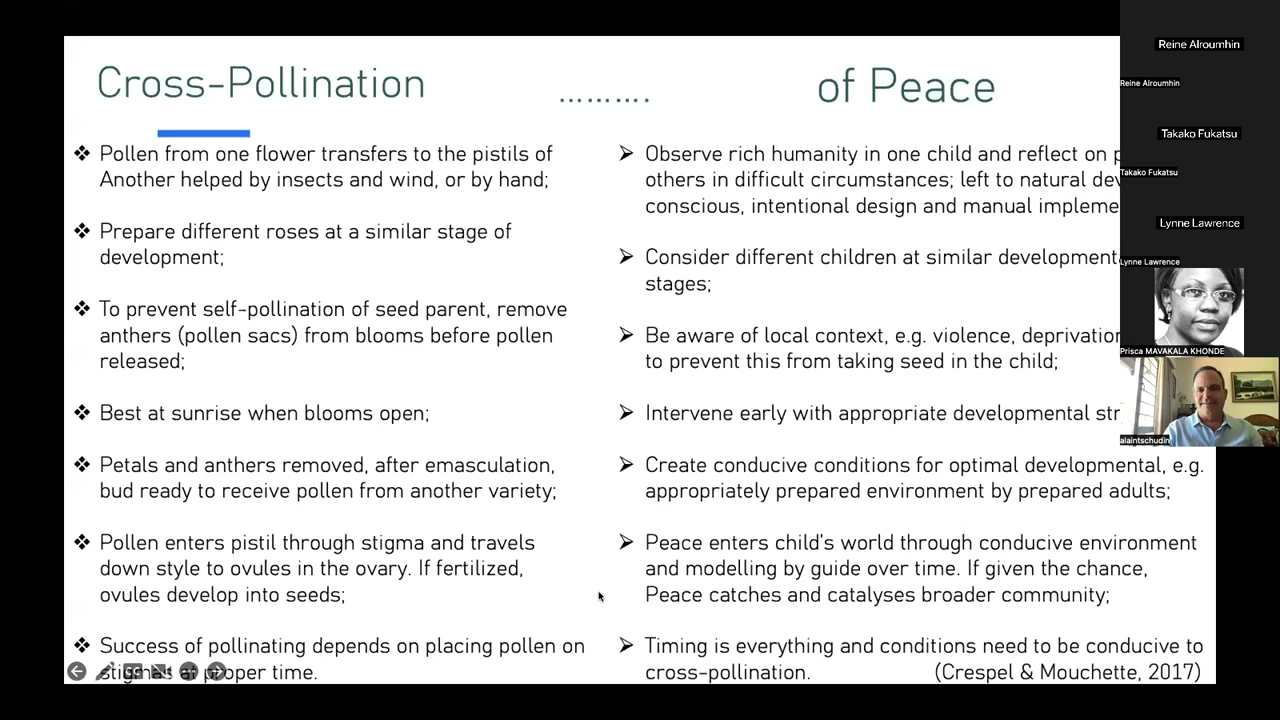 Cross-Pollination
……….
of Peace
❖ Pollen from one flower transfers to the pistils of
Another helped by insects and wind, or by hand;
❖ Prepare different roses at a similar stage of
development;
❖ To prevent self-pollination of seed parent, remove
anthers (pollen sacs) from blooms before pollen
released;
❖ Best at sunrise when blooms open;
❖ Petals and anthers removed, after emasculation,
bud ready to receive pollen from another variety;
❖ Pollen enters pistil through stigma and travels
down style to ovules in the ovary. If fertilized,
ovules develop into seeds;
❖ Success of pollinating depends on placing pollen on
stigmas at proper time.
➢ Observe rich humanity in one child and reflect on
others in difficult circumstances; left to natural
conscious, intentional design and manual
➢ Consider different children at similar
stages;
➢ Be aware of local context, e.g. violence,
to prevent this from taking seed in the child;
➢ Intervene early with appropriate developmental
➢ Create conducive conditions for optimal developmental, e.g.
appropriately prepared environment by prepared adults;
➢ Peace enters child's world through conducive environment
and modelling by guide over time. If given the chance,
Peace catches and catalyses broader community;
➢ Timing is everything and conditions need to be conducive to
cross-pollination. (Crespel & Mouchette, 2017)
Reine Alroumhin
Reine Alroumhin
Takako Fukatsu
Takako Fukatsu
Lynne Lawrence
Lynne Lawrence
Prisca MAVAKALA KHONDE
alaintschudin